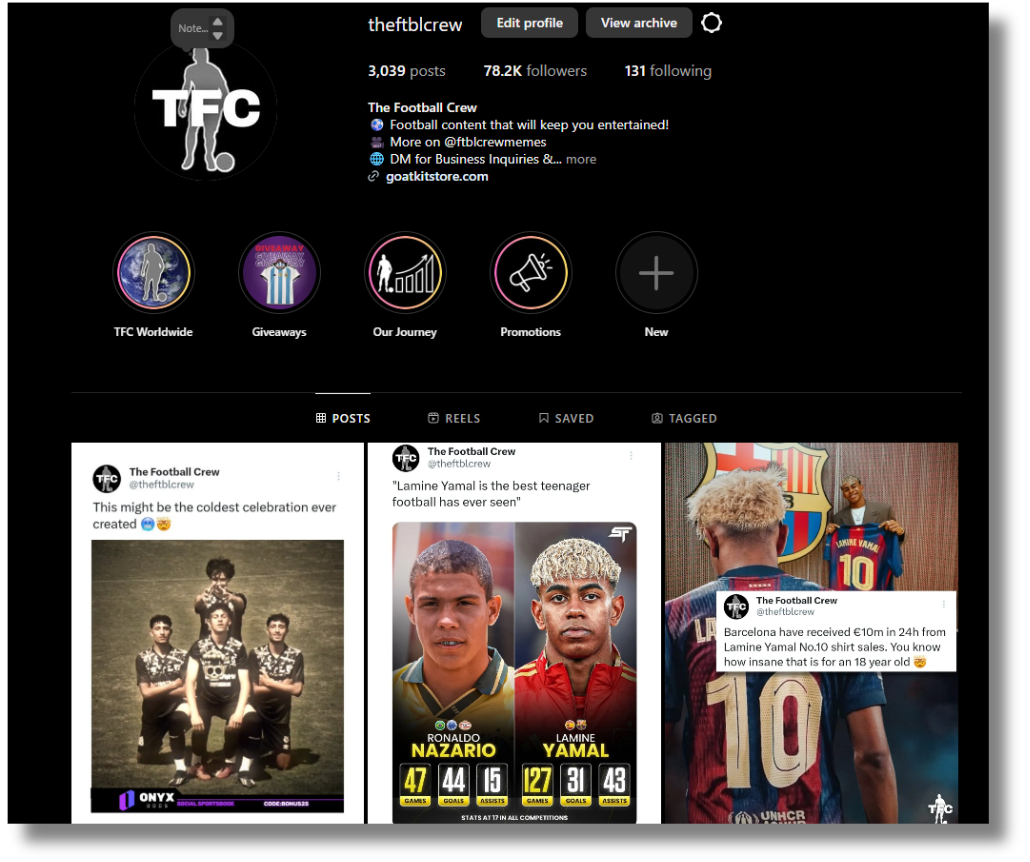 Note...
theftblcrew Edit profile View archive
TFC
3,039 posts 78.2K followers 131 following
The Football Crew
🌍 Football content that will keep you entertained!
🎥 More on @ftblcrewmemes
🌐 DM for Business Inquiries &... more
goatkitstore.com
GIVEAWAY
GIVEAWAY
TFC Worldwide Giveaways Our Journey Promotions New
POSTS REELS SAVED TAGGED
TFC
The Football Crew
@theftblcrew
This might be the coldest celebration ever
created 🥶🤯
ONYX
ODDS
SOCIAL SPORTSBOOK
CODE:BONUS25
TFC
The Football Crew
@theftblcrew
"Lamine Yamal is the best teenager
football has ever seen"
ST
RONALDO
NAZARIO
47 44 15
GAMES GOALS ASSISTS
LAMINE
YAMAL
127 31 43
GAMES GOALS ASSISTS
STATS AT 17 IN ALL COMPETITIONS
LAMINE YAMAL
10
TFC
The Football Crew
@theftblcrew
Barcelona have received €10m in 24h from
Lamine Yamal No.10 shirt sales. You know
how insane that is for an 18 year old 🤯
LA
10
UNHCR
TFC